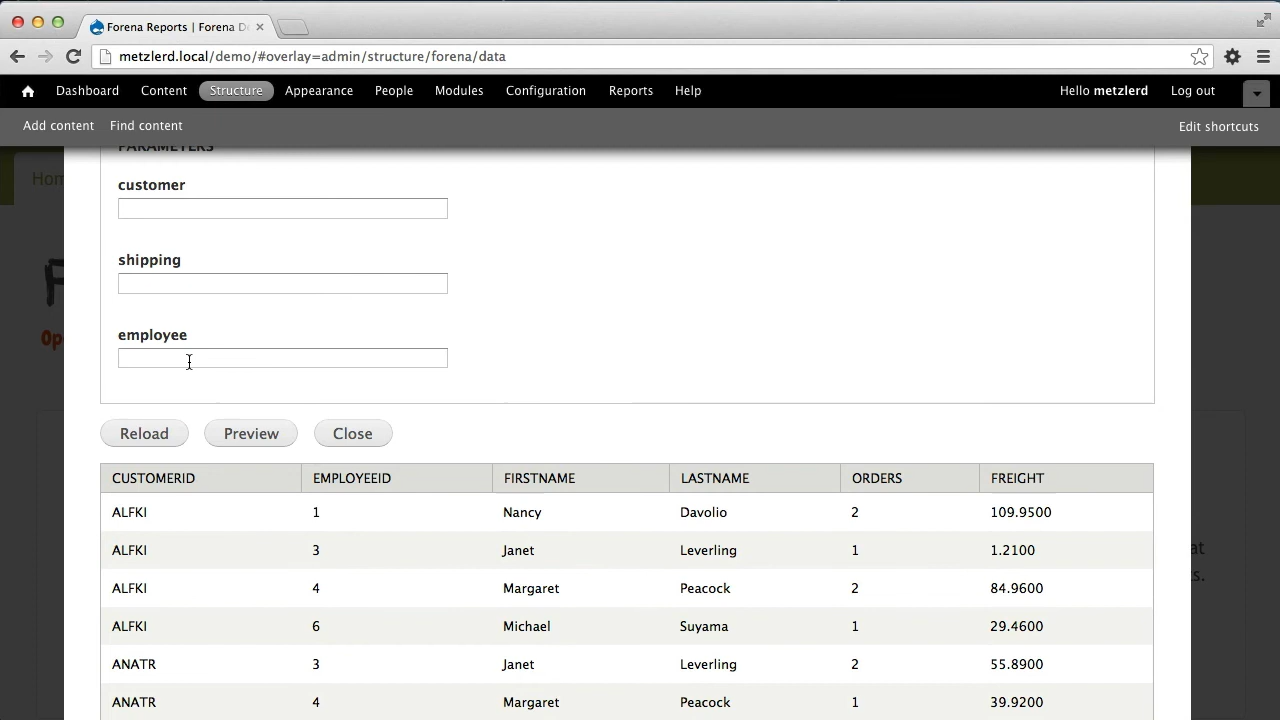 Forena Reports | Forena D
metzlerd.local/demo/#overlay=admin/structure/forena/data
Dashboard Content Structure Appearance People Modules Configuration Reports Help Hello metzlerd Log out
Add content Find content Edit shortcuts
PARAMETERS
Hom
customer
shipping
employee
Ope
Reload Preview Close
CUSTOMERID EMPLOYEEID FIRSTNAME LASTNAME ORDERS FREIGHT
ALFKI 1 Nancy Davolio 2 109.9500
ALFKI 3 Janet Leverling 1 1.2100
at
ALFKI 4 Margaret Peacock 2 84.9600
s.
ALFKI 6 Michael Suyama 1 29.4600
ANATR 3 Janet Leverling 2 55.8900
ANATR 4 Margaret Peacock 1 39.9200